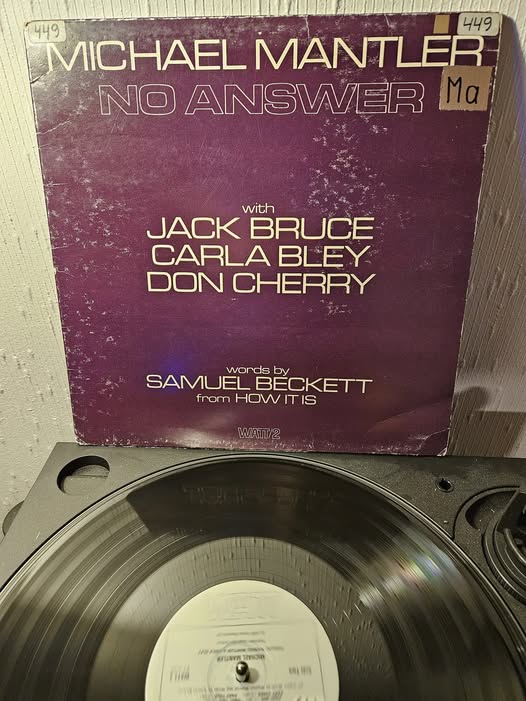 449
449
MICHAEL MANTLER
NO ANSWER
Ma
with
JACK BRUCE
CARLA BLEY
DON CHERRY
words by
SAMUEL BECKETT
from HOW IT IS
WATT/2
MICHAEL MANTLER